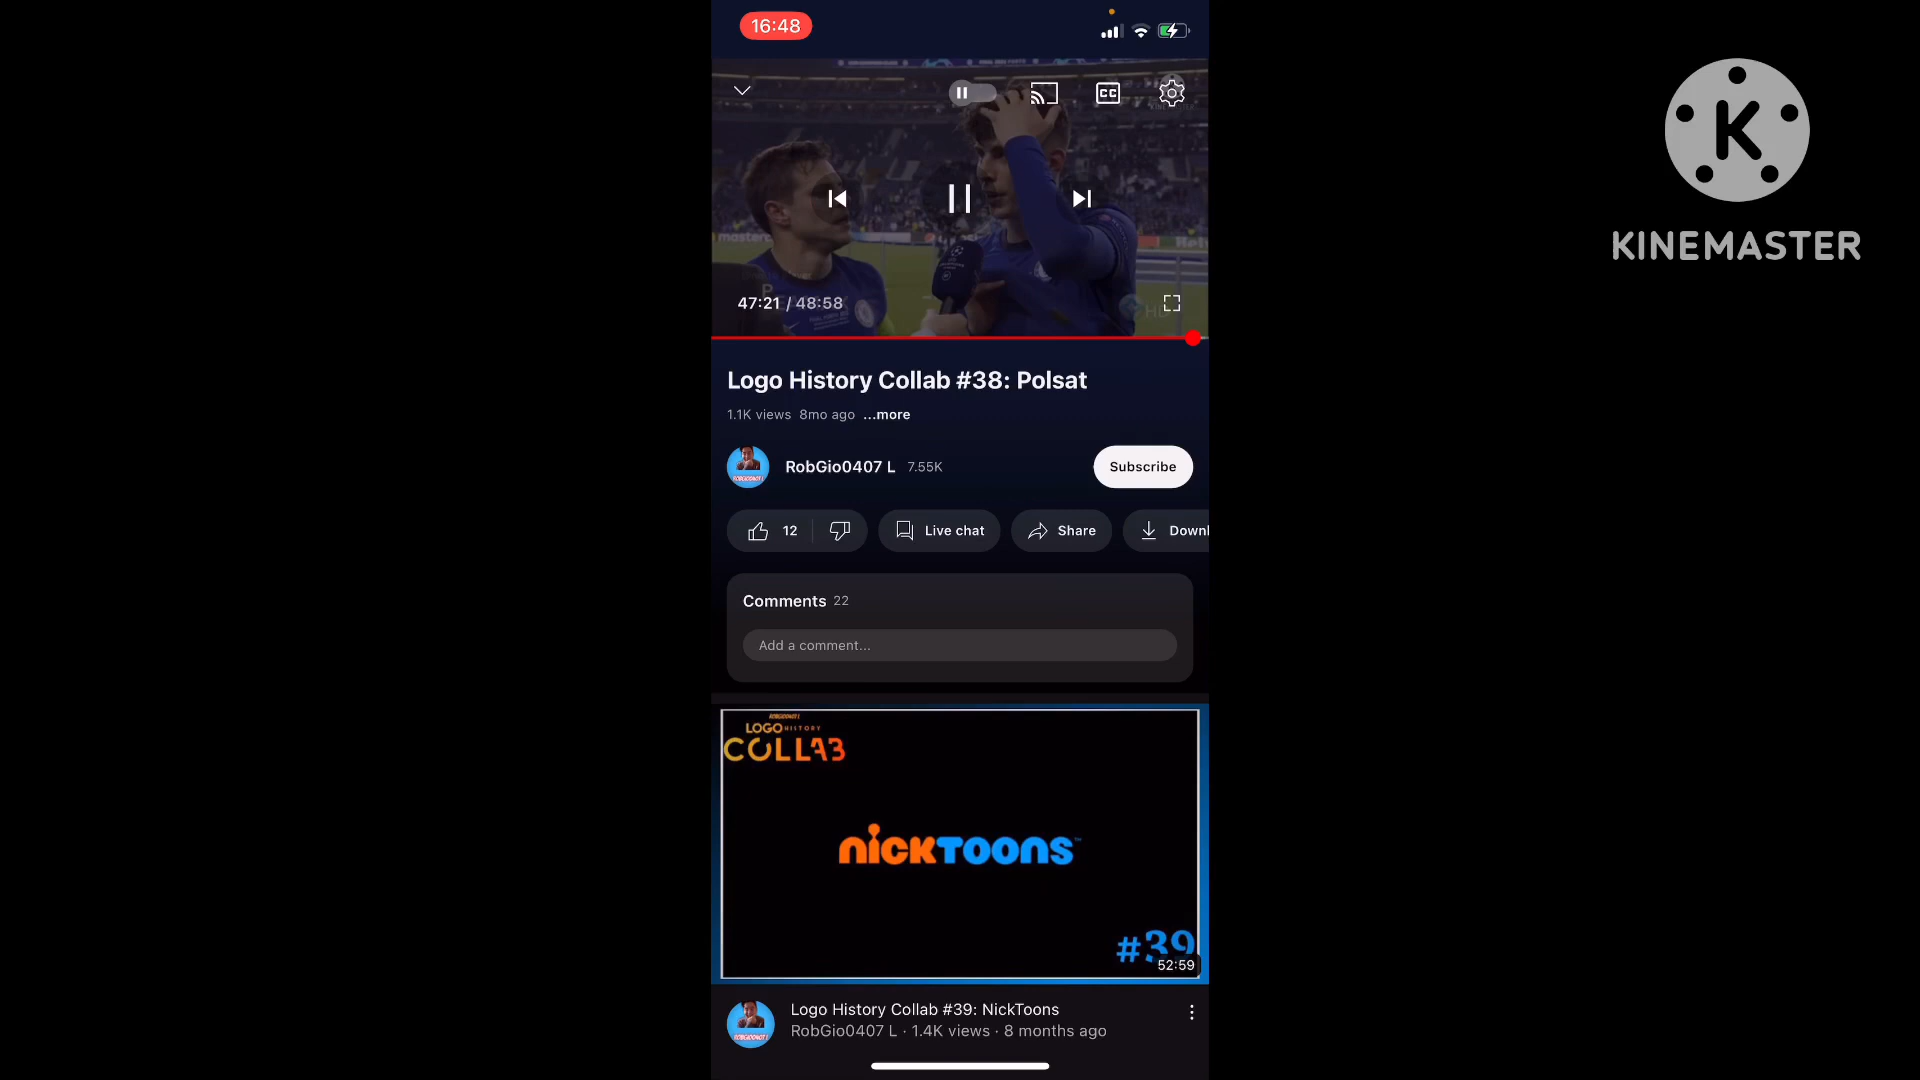 16:48
CC
47:21 / 48:58
HD
Logo History Collab #38: Polsat
1.1K views 8mo ago ...more
RobGio0407 L 7.55K
Subscribe
12
Live chat
Share
Downl
Comments 22
Add a comment...
LOGO HISTORY
COLLAB
nickTOONS
#39
52:59
Logo History Collab #39: NickToons
RobGio0407 L · 1.4K views · 8 months ago
K
KINEMASTER